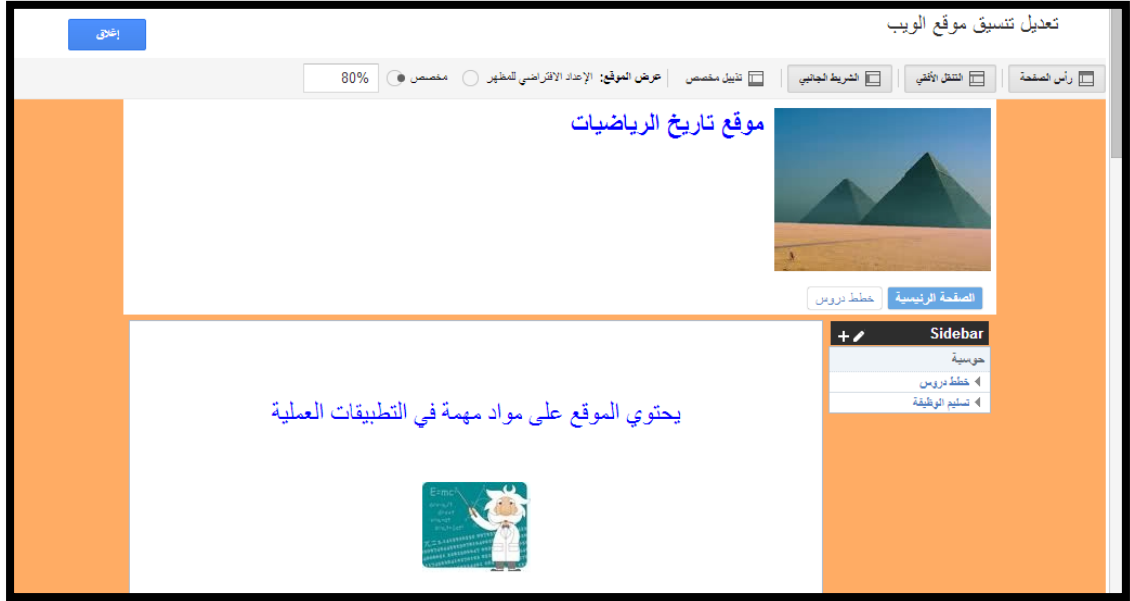 تعديل تنسيق موقع الويب
إغلاق
رأس الصفحة التنقل الأفقي الشريط الجانبي تذييل مخصص عرض الموقع: الإعداد الافتراضي للمظهر مخصص 80%
موقع تاريخ الرياضيات
الصفحة الرئيسية خطط دروس
Sidebar
حوسبة
خطط دروس
تسليم الوظيفة
يحتوي الموقع على مواد مهمة في التطبيقات العملية
E=mc²